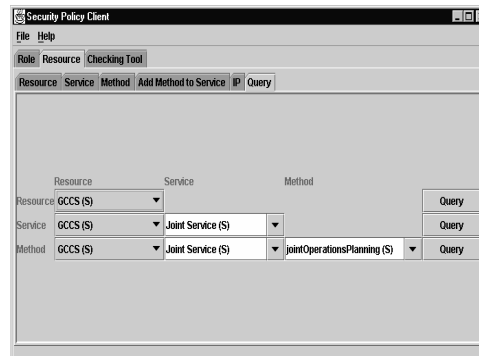 Security Policy Client
File Help
Role Resource Checking Tool
Resource Service Method Add Method to Service IP Query
Resource Service Method
Resource GCCS (S) Query
Service GCCS (S) Joint Service (S) Query
Method GCCS (S) Joint Service (S) jointOperationsPlanning (S) Query